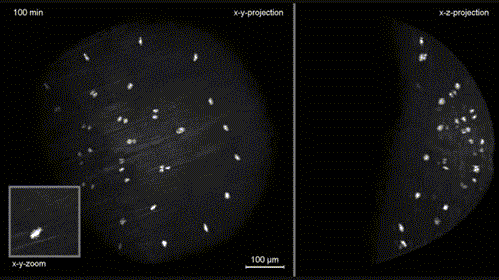 100 min
x-y-projection
x-z-projection
x-y-zoom
100 µm